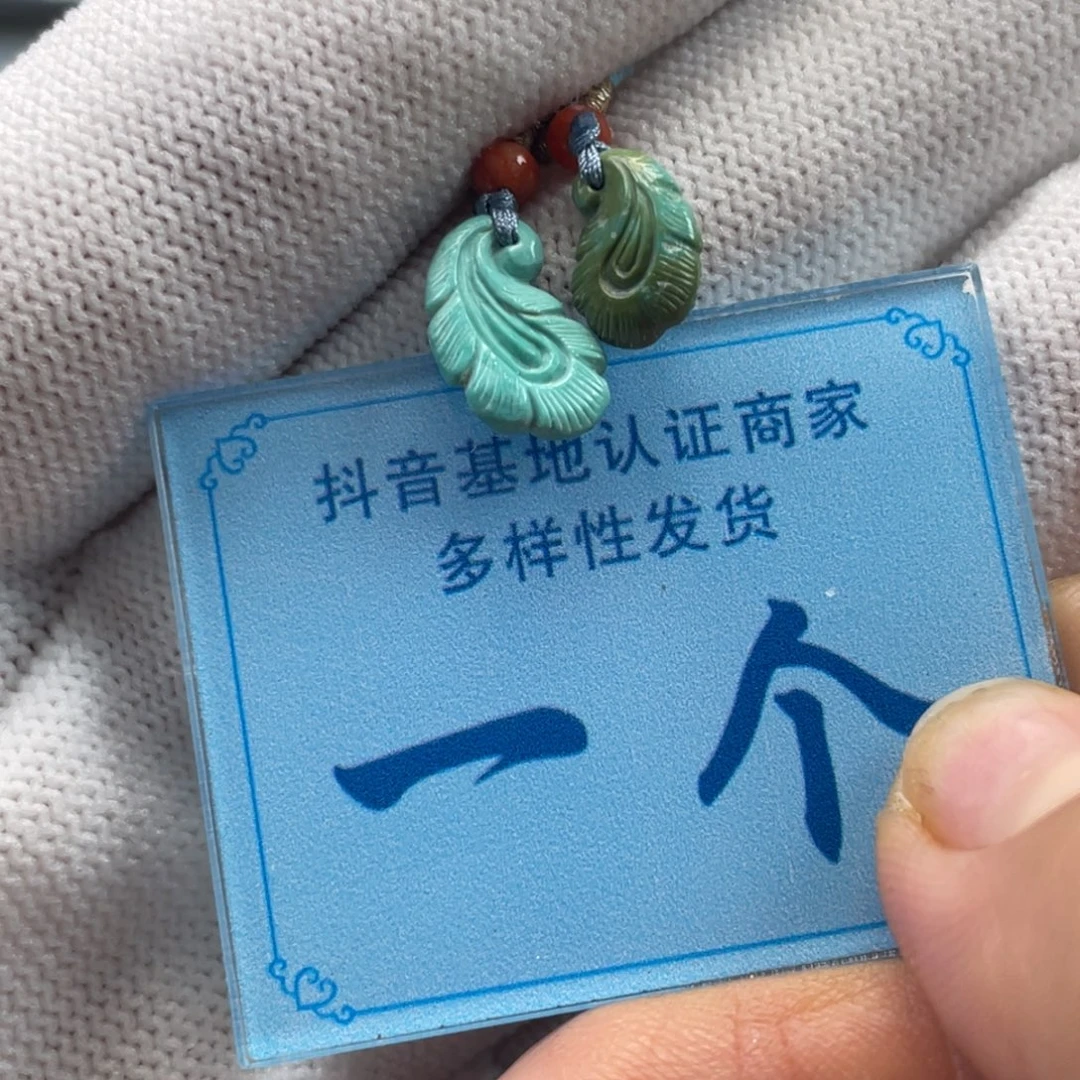 抖音基地认证商家
多样性发货
一个